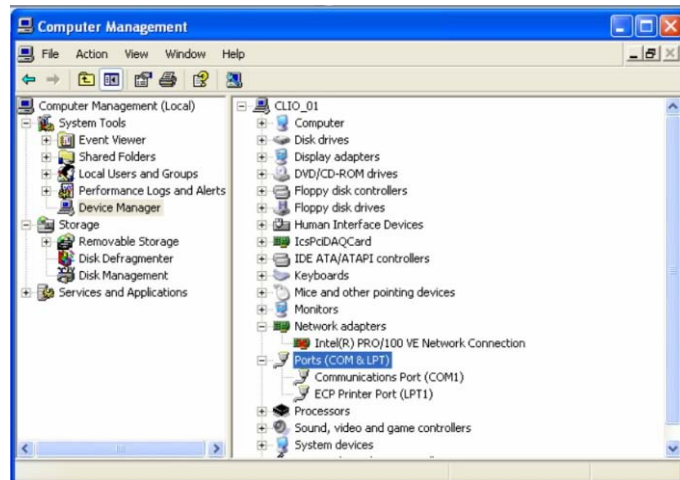 Computer Management
File Action View Window Help
Computer Management (Local)
System Tools
Event Viewer
Shared Folders
Local Users and Groups
Performance Logs and Alerts
Device Manager
Storage
Removable Storage
Disk Defragmenter
Disk Management
Services and Applications
CLIO_01
Computer
Disk drives
Display adapters
DVD/CD-ROM drives
Floppy disk controllers
Floppy disk drives
Human Interface Devices
IcsPciDAQCard
IDE ATA/ATAPI controllers
Keyboards
Mice and other pointing devices
Monitors
Network adapters
Intel(R) PRO/100 VE Network Connection
Ports (COM & LPT)
Communications Port (COM1)
ECP Printer Port (LPT1)
Processors
Sound, video and game controllers
System devices